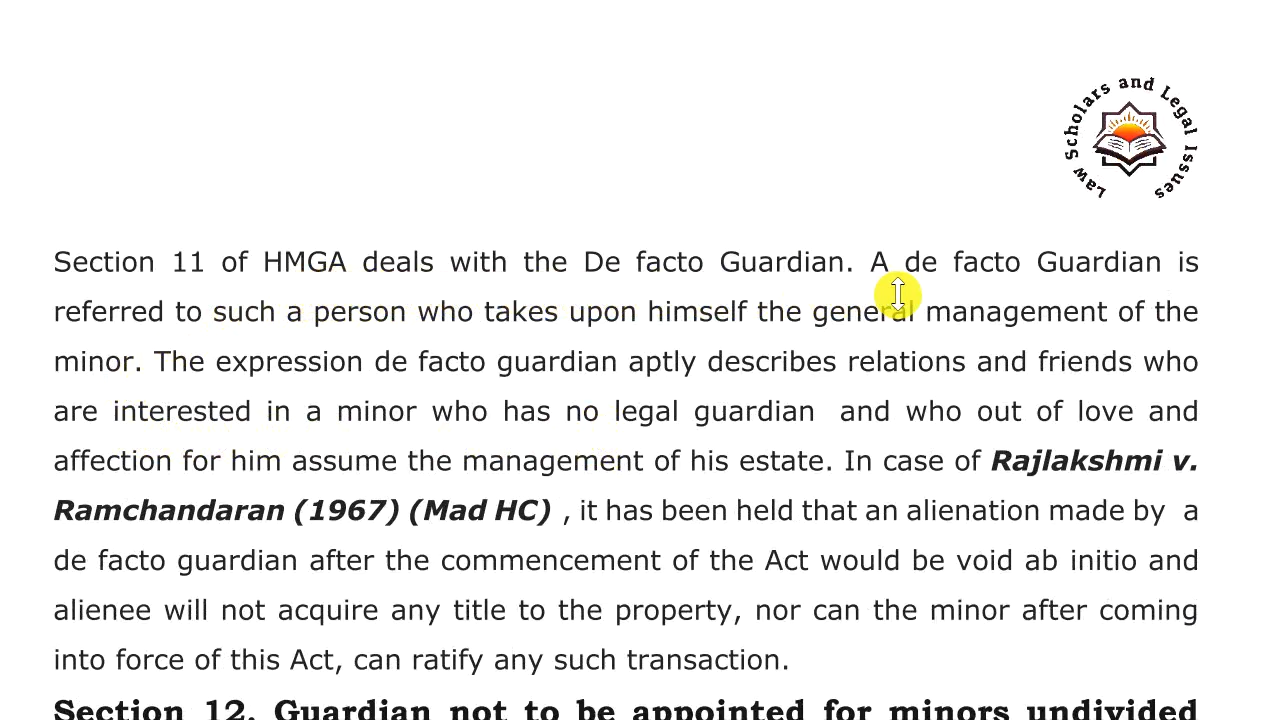 Law Scholars and Legal Issues
Section 11 of HMGA deals with the De facto Guardian. A de facto Guardian is
referred to such a person who takes upon himself the general management of the
minor. The expression de facto guardian aptly describes relations and friends who
are interested in a minor who has no legal guardian  and who out of love and
affection for him assume the management of his estate. In case of Rajlakshmi v.
Ramchandaran (1967) (Mad HC) , it has been held that an alienation made by  a
de facto guardian after the commencement of the Act would be void ab initio and
alienee will not acquire any title to the property, nor can the minor after coming
into force of this Act, can ratify any such transaction.
Section 12. Guardian not to be appointed for minors undivided